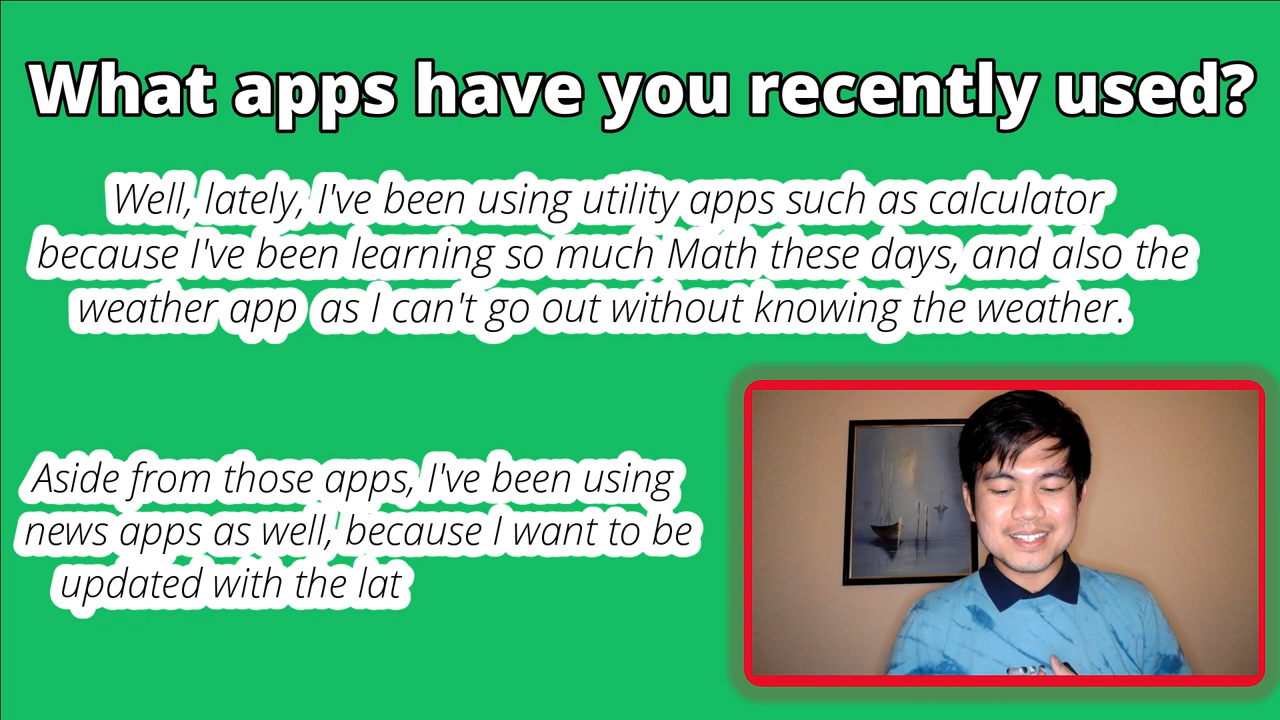 What apps have you recently used?
Well, lately, I've been using utility apps such as calculator
because I've been learning so much Math these days, and also the
weather app as I can't go out without knowing the weather.
Aside from those apps, I've been using
news apps as well, because I want to be
updated with the lat